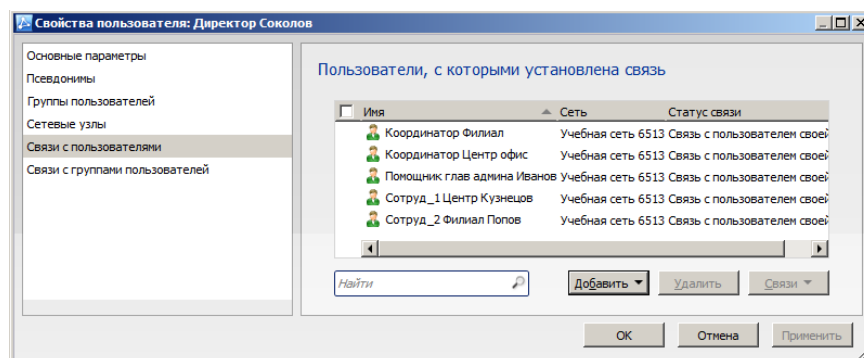 Свойства пользователя: Директор Соколов
Основные параметры
Псевдонимы
Группы пользователей
Сетевые узлы
Связи с пользователями
Связи с группами пользователей
Пользователи, с которыми установлена связь
Имя Сеть Статус связи
Координатор Филиал Учебная сеть 6513 Связь с пользователем своей
Координатор Центр офис Учебная сеть 6513 Связь с пользователем своей
Помощник глав админа Иванов Учебная сеть 6513 Связь с пользователем своей
Сотруд_1 Центр Кузнецов Учебная сеть 6513 Связь с пользователем своей
Сотруд_2 Филиал Попов Учебная сеть 6513 Связь с пользователем своей
Найти Добавить Удалить Связи
OK Отмена Применить